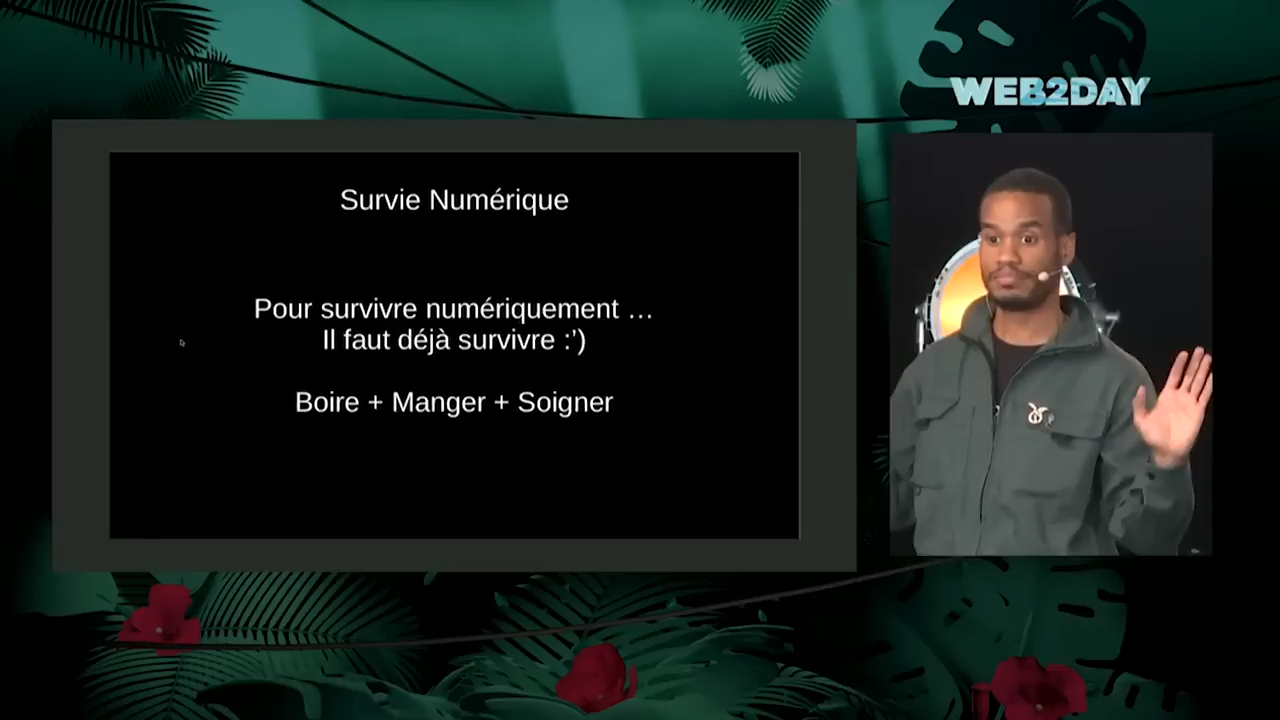 WEB2DAY
Survie Numérique
Pour survivre numériquement …
Il faut déjà survivre :’)
Boire + Manger + Soigner